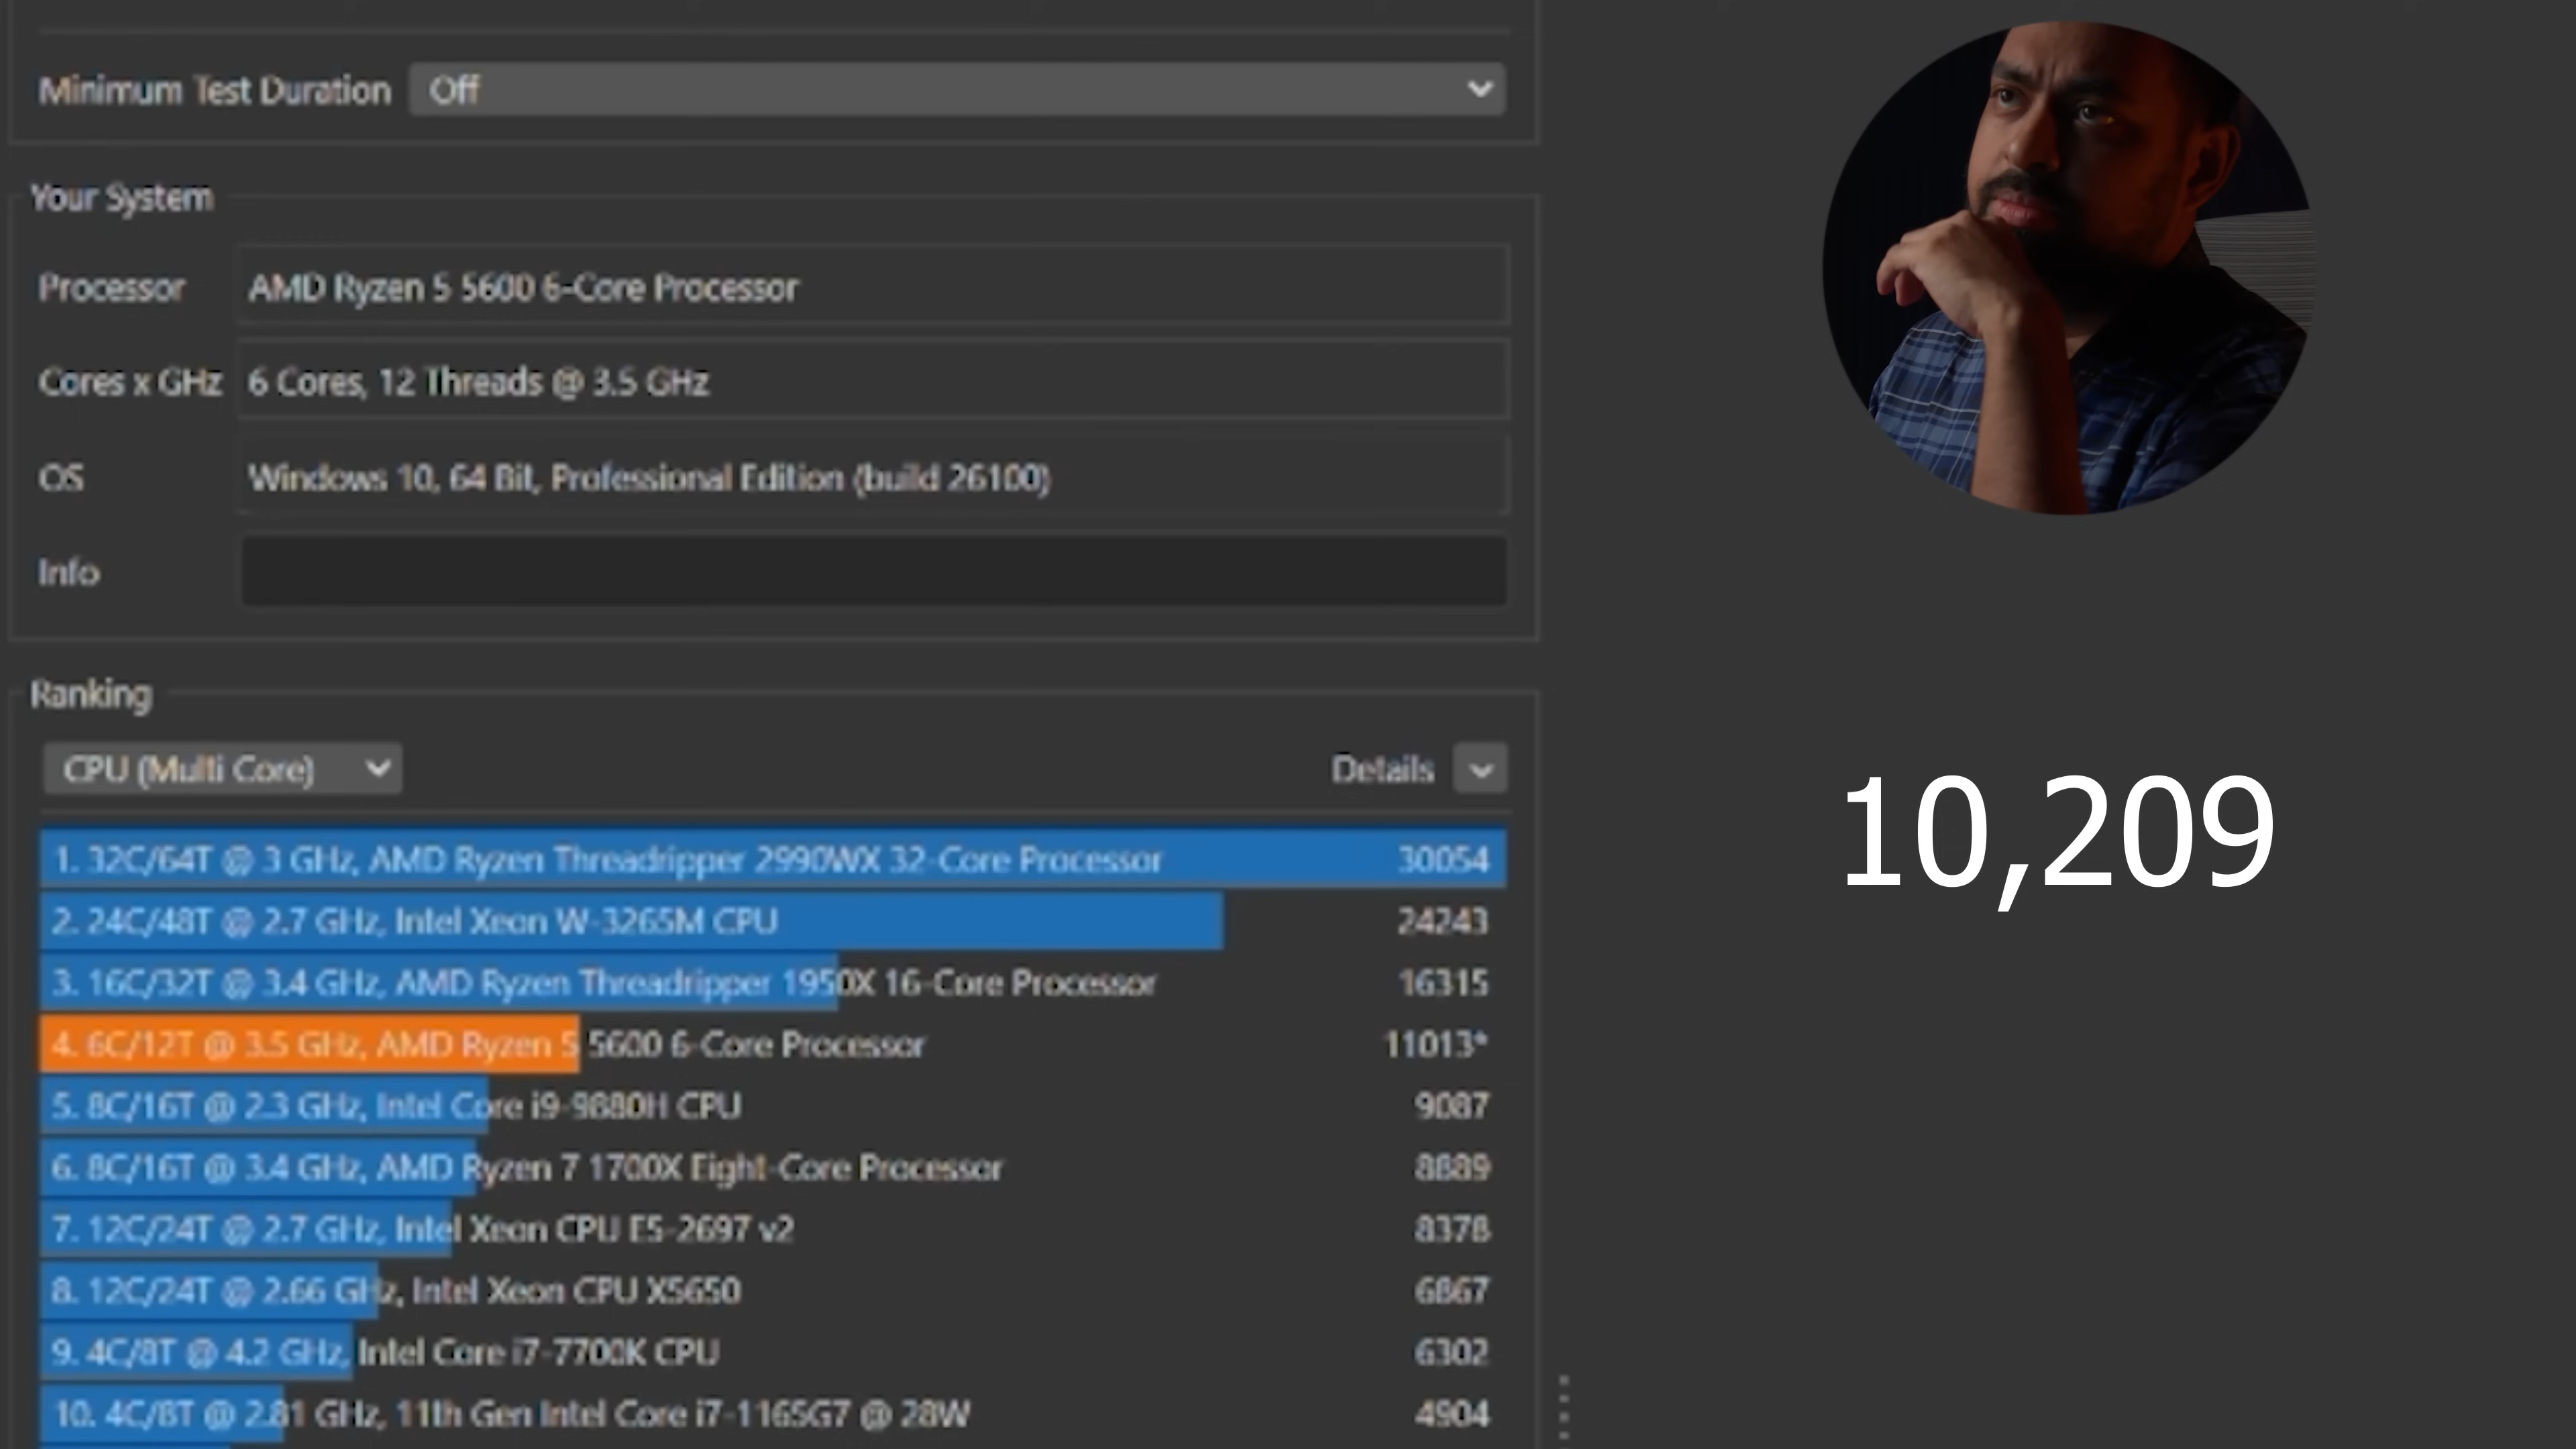 Minimum Test Duration Off
Your System
Processor AMD Ryzen 5 5600 6-Core Processor
Cores x GHz 6 Cores, 12 Threads @ 3.5 GHz
OS Windows 10, 64 Bit, Professional Edition (build 26100)
Info
Ranking
CPU (Multi Core) Details
1. 32C/64T @ 3 GHz, AMD Ryzen Threadripper 2990WX 32-Core Processor 30054
2. 24C/48T @ 2.7 GHz, Intel Xeon W-3265M CPU 24243
3. 16C/32T @ 3.4 GHz, AMD Ryzen Threadripper 1950X 16-Core Processor 16315
4. 6C/12T @ 3.5 GHz, AMD Ryzen 5 5600 6-Core Processor 11013*
5. 8C/16T @ 2.3 GHz, Intel Core i9-9880H CPU 9087
6. 8C/16T @ 3.4 GHz, AMD Ryzen 7 1700X Eight-Core Processor 8889
7. 12C/24T @ 2.7 GHz, Intel Xeon CPU E5-2697 v2 8378
8. 12C/24T @ 2.66 GHz, Intel Xeon CPU X5650 6867
9. 4C/8T @ 4.2 GHz, Intel Core i7-7700K CPU 6302
10. 4C/8T @ 2.81 GHz, 11th Gen Intel Core i7-1165G7 @ 28W 4904
10,209